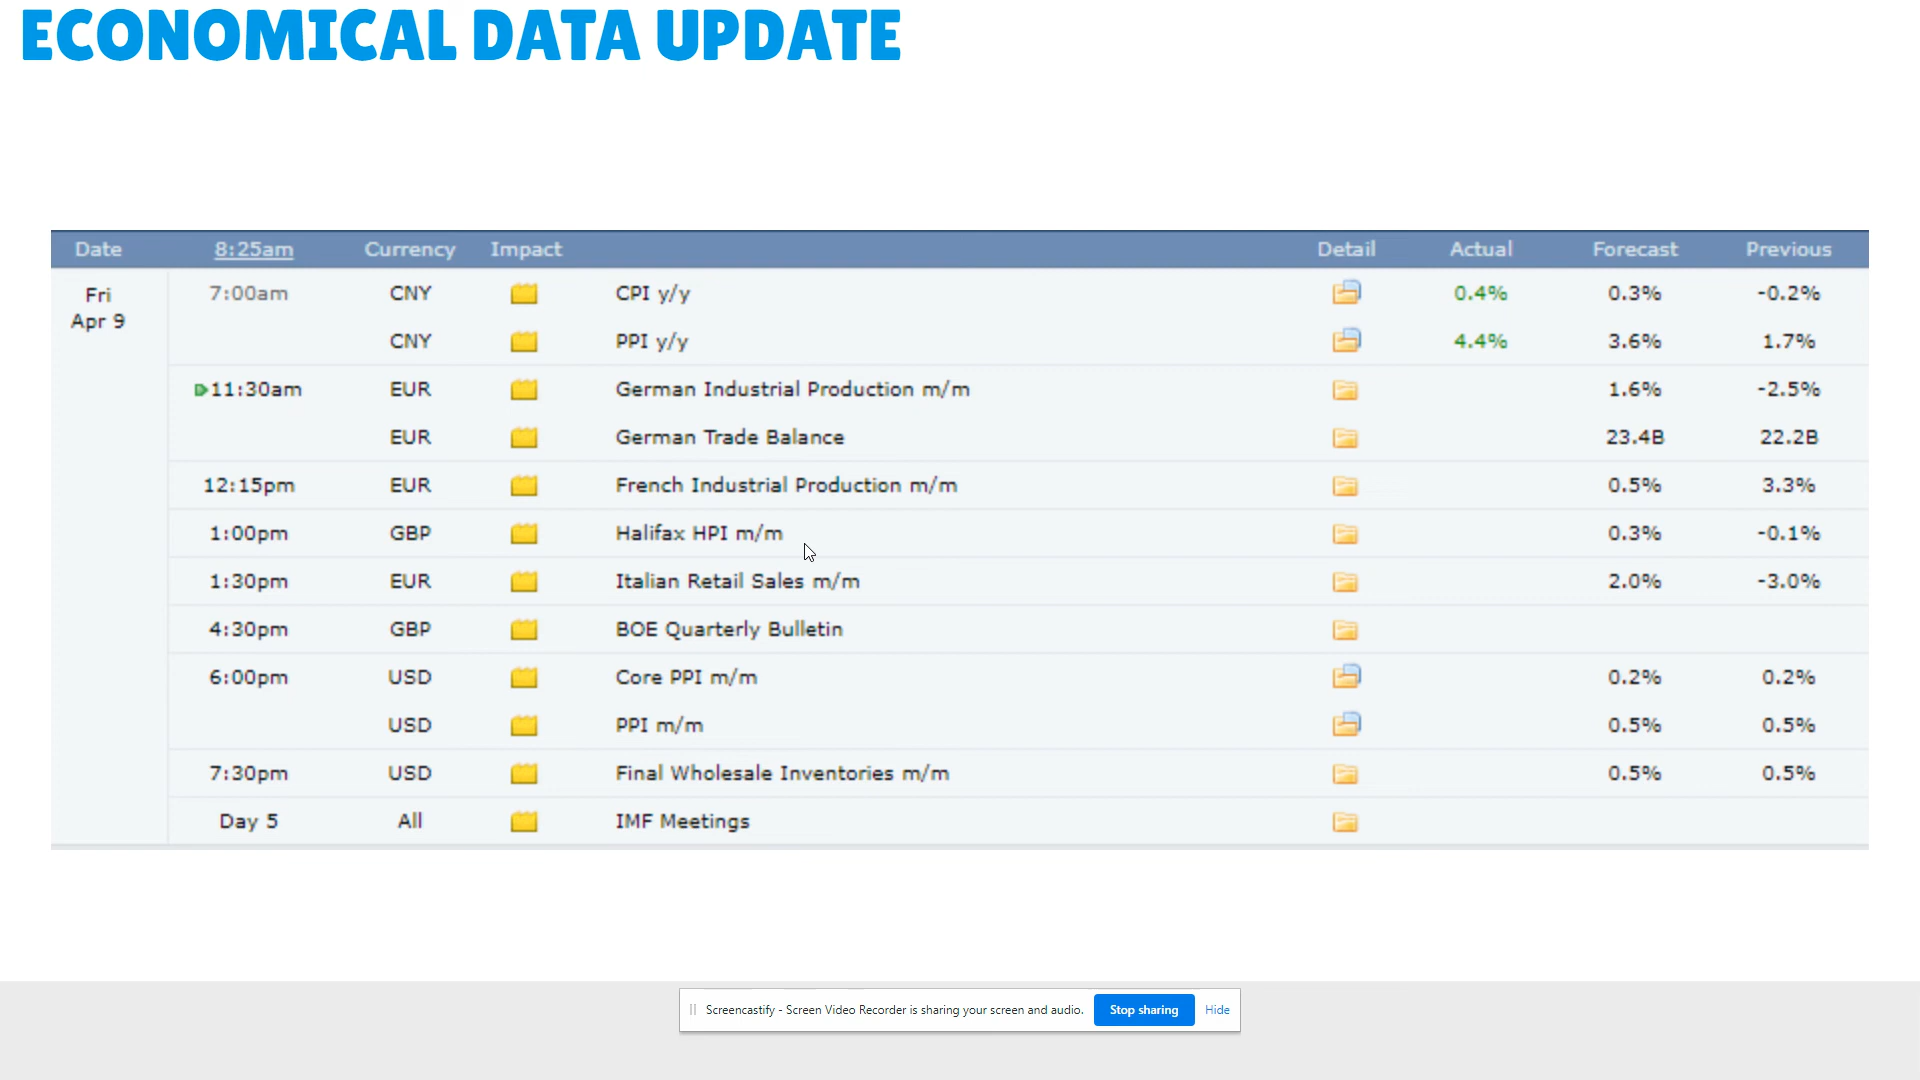 ECONOMICAL DATA UPDATE
Date 8:25am Currency Impact Detail Actual Forecast Previous
Fri Apr 9 7:00am CNY CPI y/y 0.4% 0.3% -0.2%
CNY PPI y/y 4.4% 3.6% 1.7%
11:30am EUR German Industrial Production m/m 1.6% -2.5%
EUR German Trade Balance 23.4B 22.2B
12:15pm EUR French Industrial Production m/m 0.5% 3.3%
1:00pm GBP Halifax HPI m/m 0.3% -0.1%
1:30pm EUR Italian Retail Sales m/m 2.0% -3.0%
4:30pm GBP BOE Quarterly Bulletin
6:00pm USD Core PPI m/m 0.2% 0.2%
USD PPI m/m 0.5% 0.5%
7:30pm USD Final Wholesale Inventories m/m 0.5% 0.5%
Day 5 All IMF Meetings
Screencastify - Screen Video Recorder is sharing your screen and audio. Stop sharing Hide